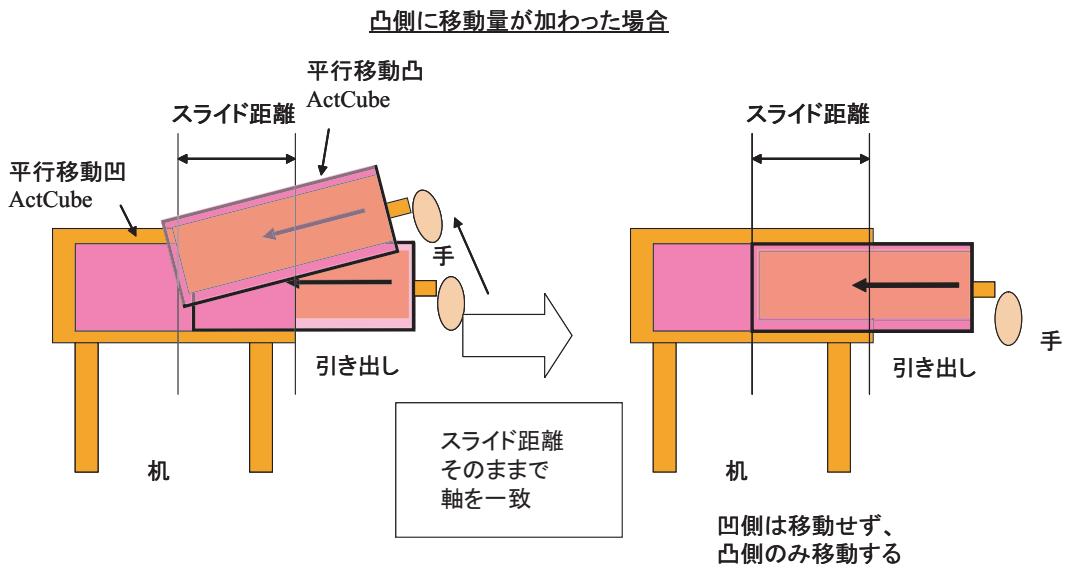 凸側に移動量が加わった場合
平行移動凸
ActCube
スライド距離
平行移動凹
ActCube
手
引き出し
机
スライド距離
そのままで
軸を一致
スライド距離
手
引き出し
机
凹側は移動せず、
凸側のみ移動する